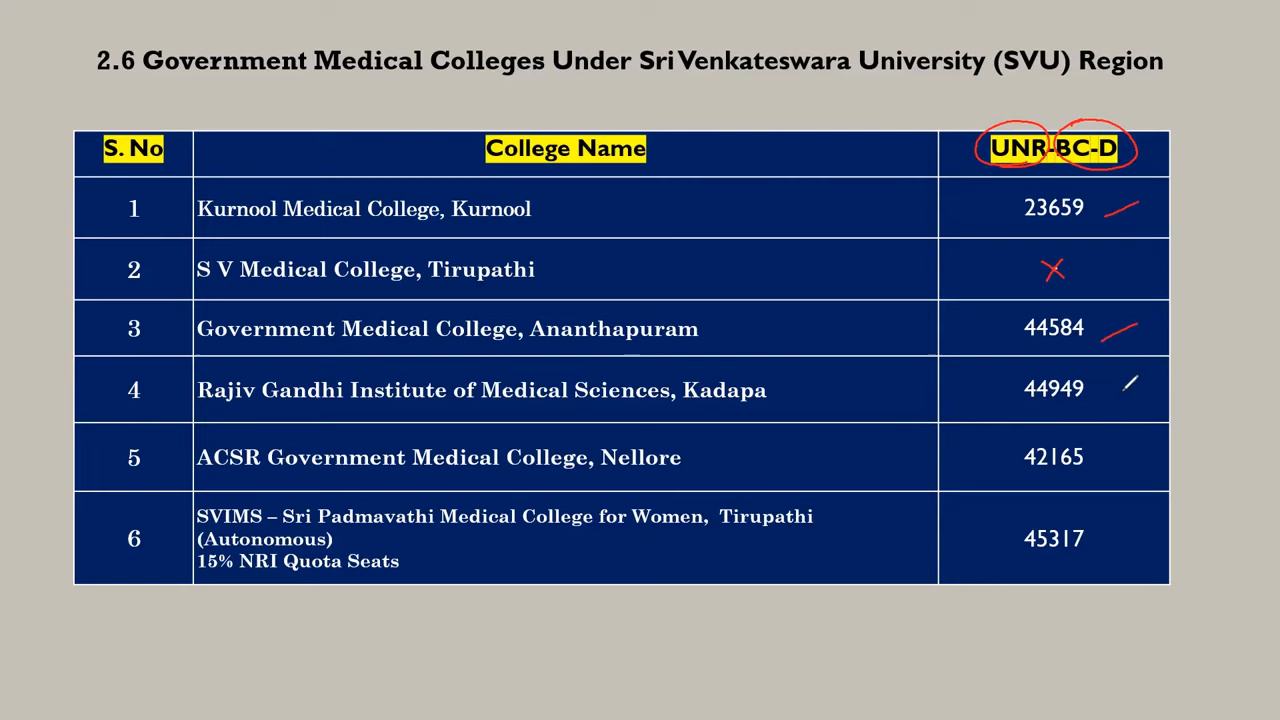 2.6 Government Medical Colleges Under Sri Venkateswara University (SVU) Region
S. No College Name UNR-BC-D
1 Kurnool Medical College, Kurnool 23659
2 S V Medical College, Tirupathi
3 Government Medical College, Ananthapuram 44584
4 Rajiv Gandhi Institute of Medical Sciences, Kadapa 44949
5 ACSR Government Medical College, Nellore 42165
6 SVIMS – Sri Padmavathi Medical College for Women, Tirupathi
(Autonomous) 45317
15% NRI Quota Seats